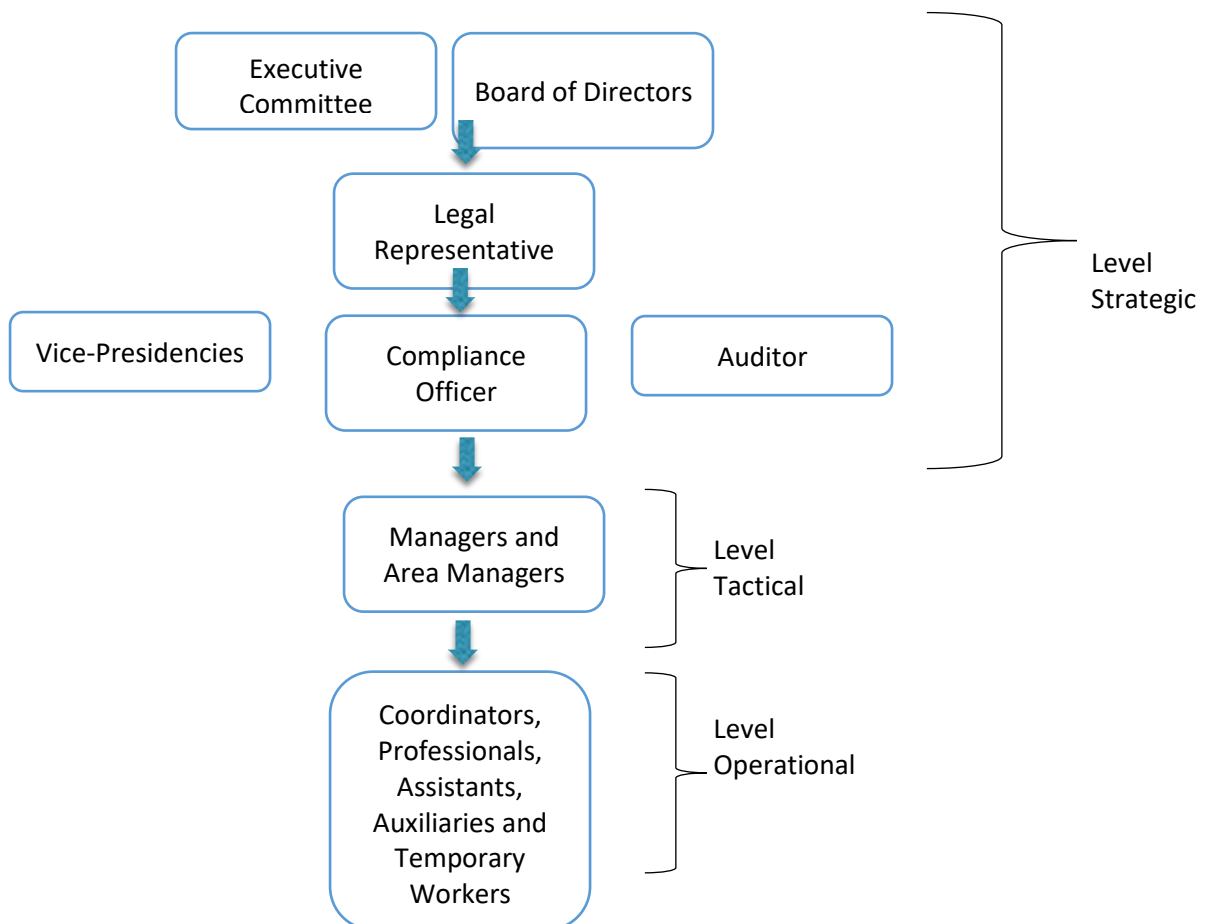 Executive
Committee
Board of Directors
Legal
Representative
Level
Strategic
Vice-Presidencies
Compliance
Officer
Auditor
Managers and
Area Managers
Level
Tactical
Coordinators,
Professionals,
Assistants,
Auxiliaries and
Temporary
Workers
Level
Operational